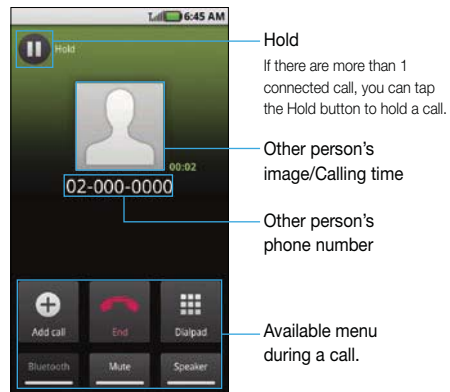 6:45 AM
Hold
00:02
02-000-0000
Add call
End
Dialpad
Bluetooth
Mute
Speaker
Hold
If there are more than 1
connected call, you can tap
the Hold button to hold a call.
Other person's
image/Calling time
Other person's
phone number
Available menu
during a call.